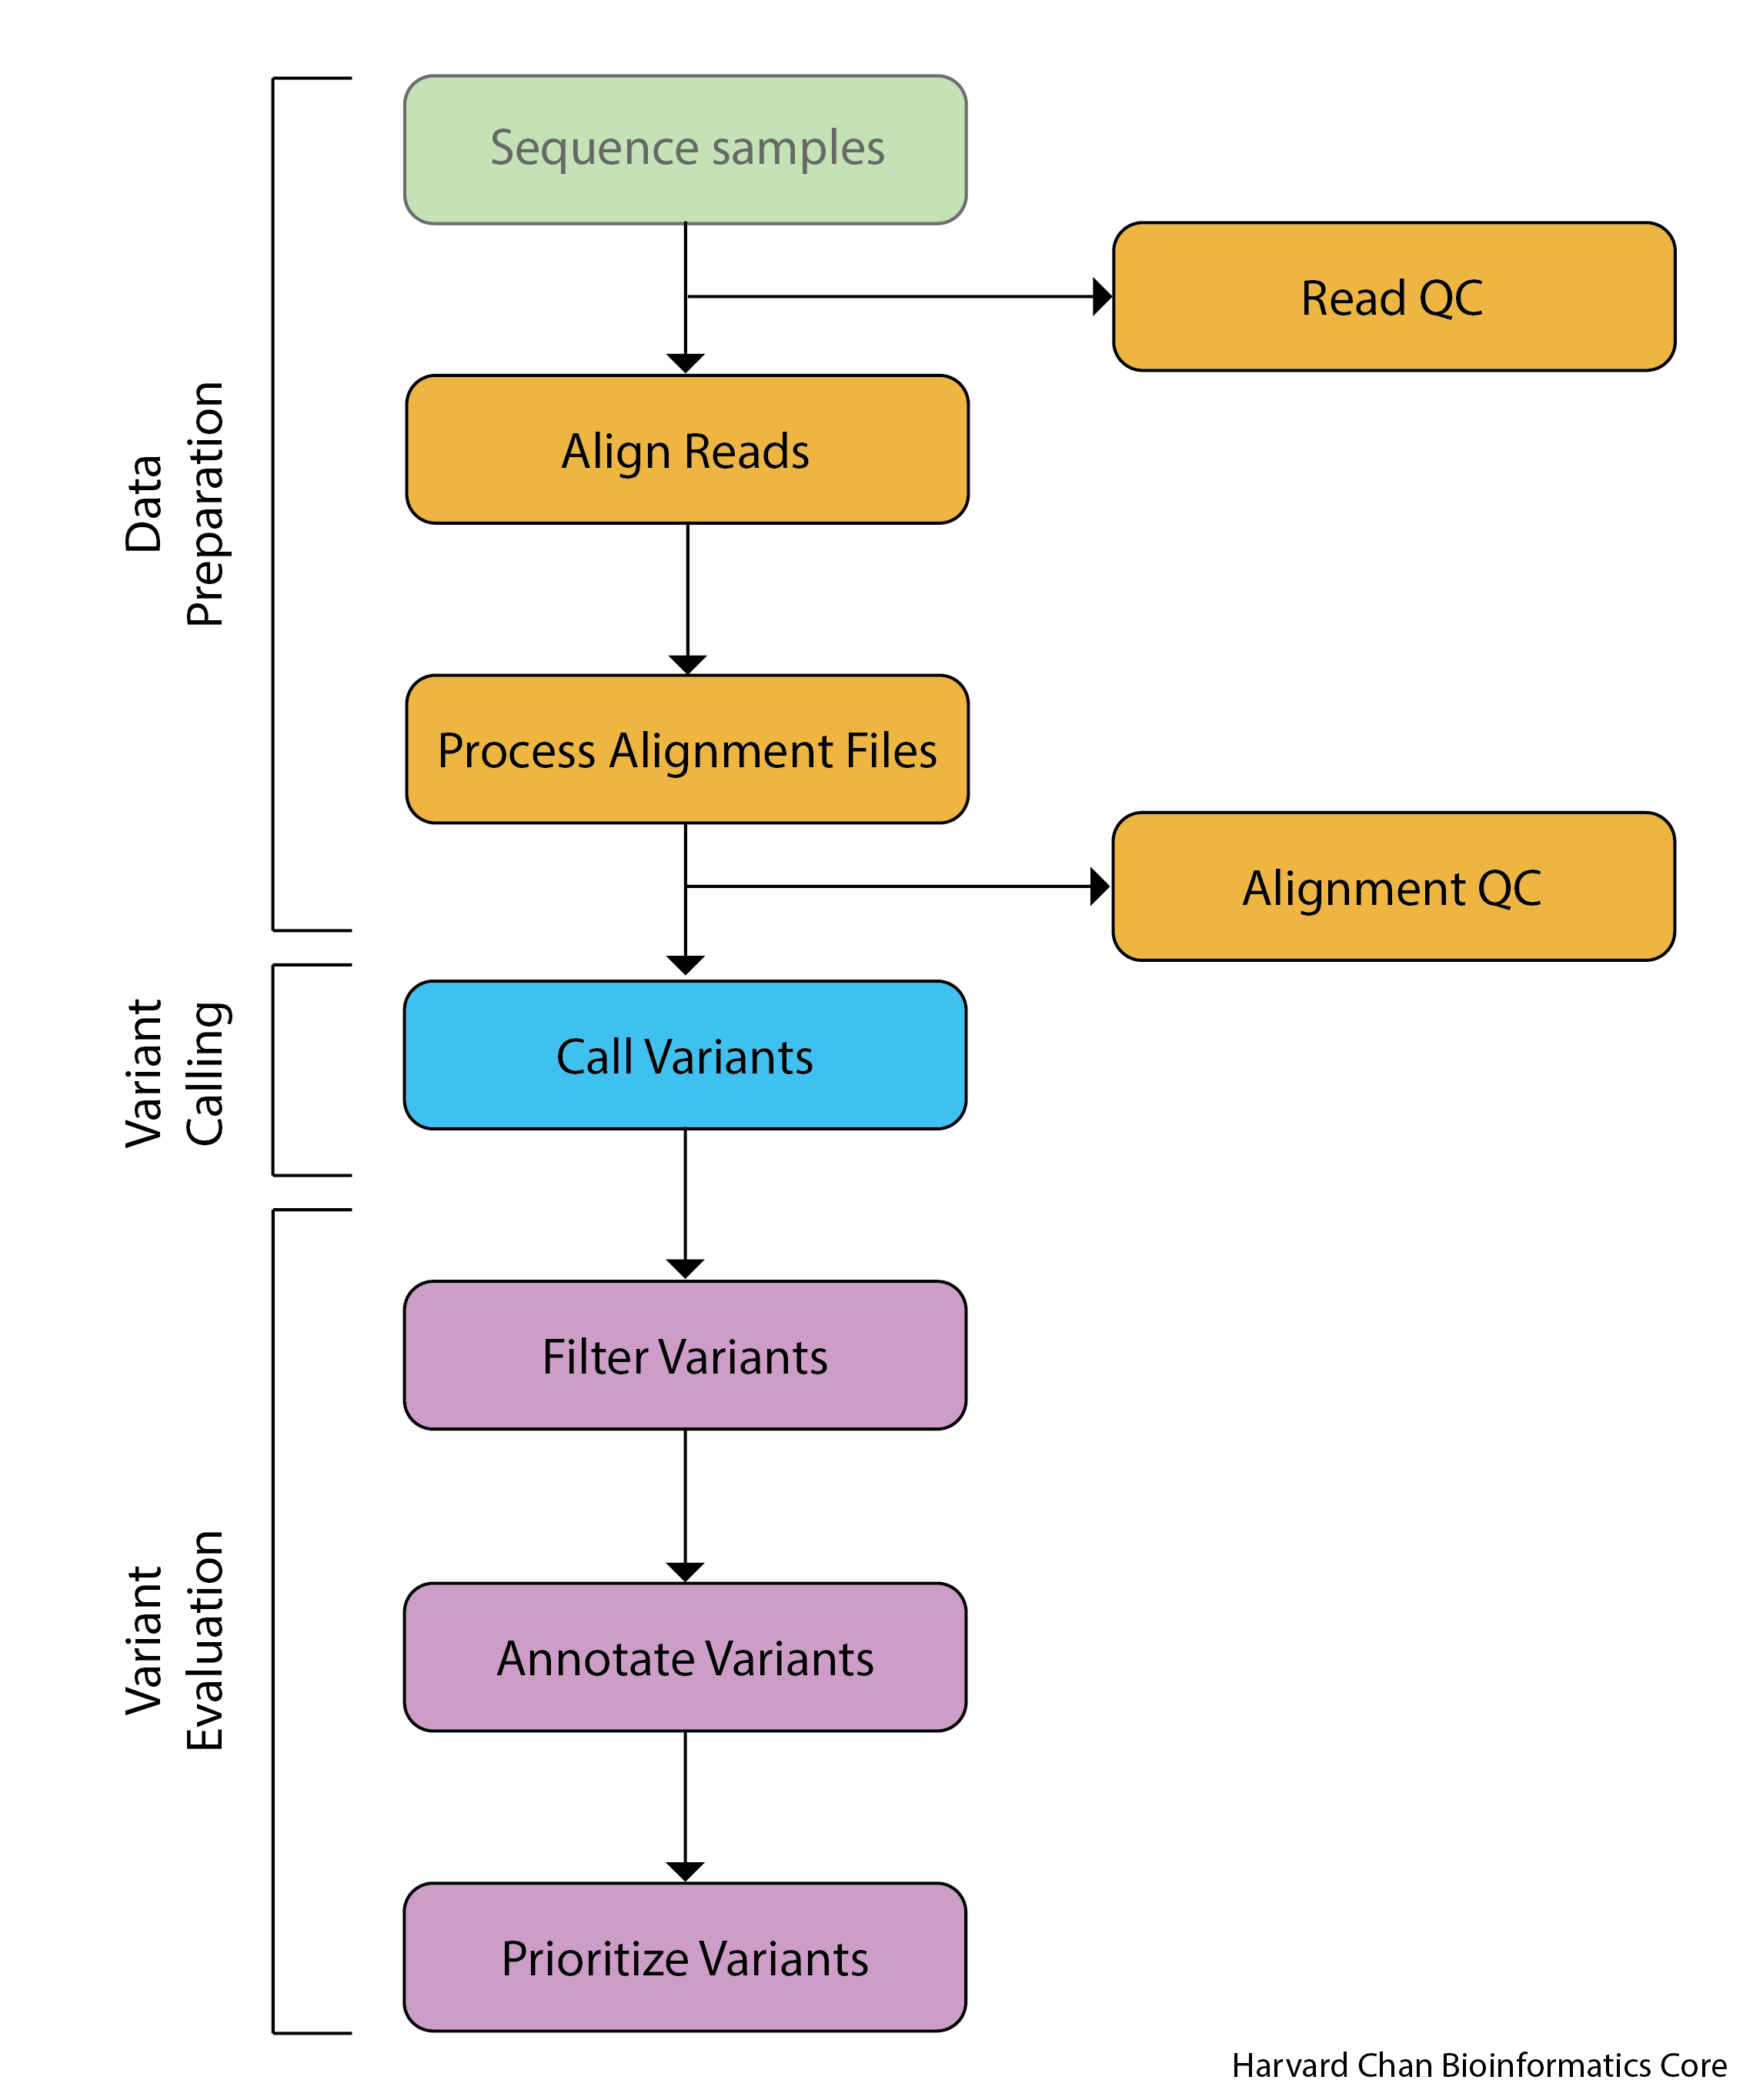 Sequence samples
Read QC
Align Reads
Data
Preparation
Process Alignment Files
Alignment QC
Variant
Calling
Call Variants
Filter Variants
Variant
Evaluation
Annotate Variants
Prioritize Variants
Harvard Chan Bioinformatics Core